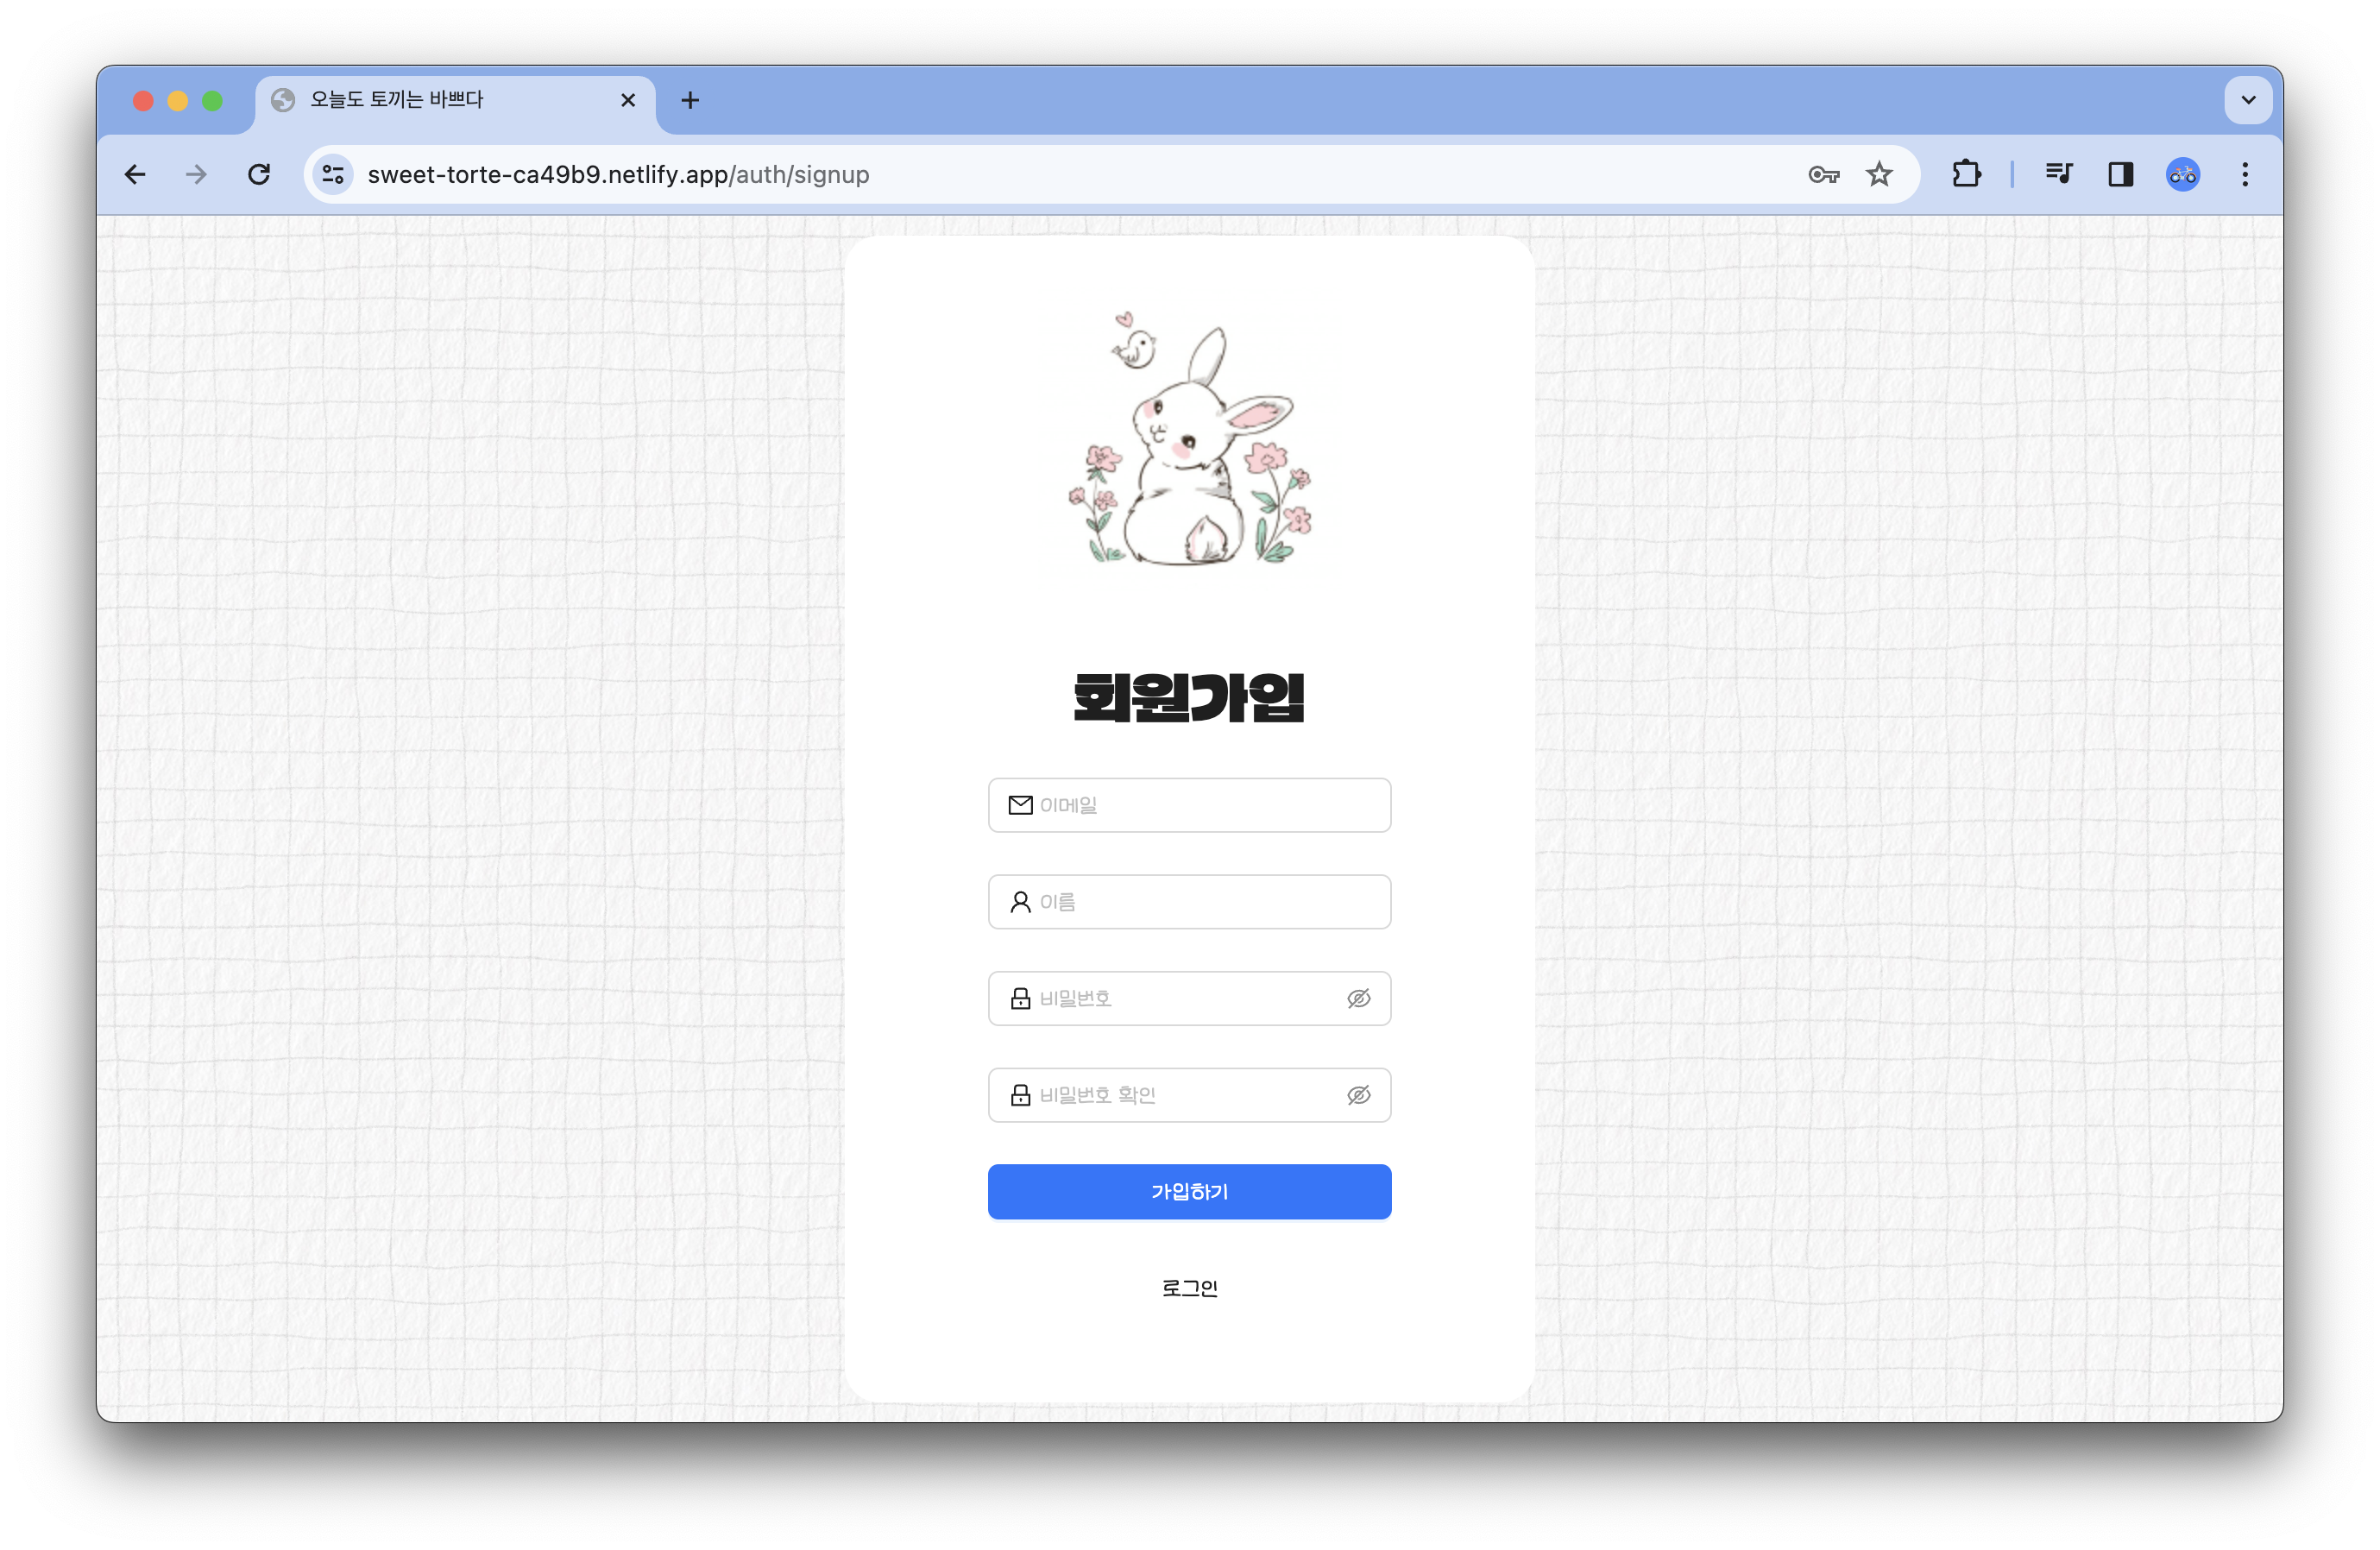 오늘도 토끼는 바쁘다
sweet-torte-ca49b9.netlify.app/auth/signup
회원가입
이메일
이름
비밀번호
비밀번호 확인
가입하기
로그인